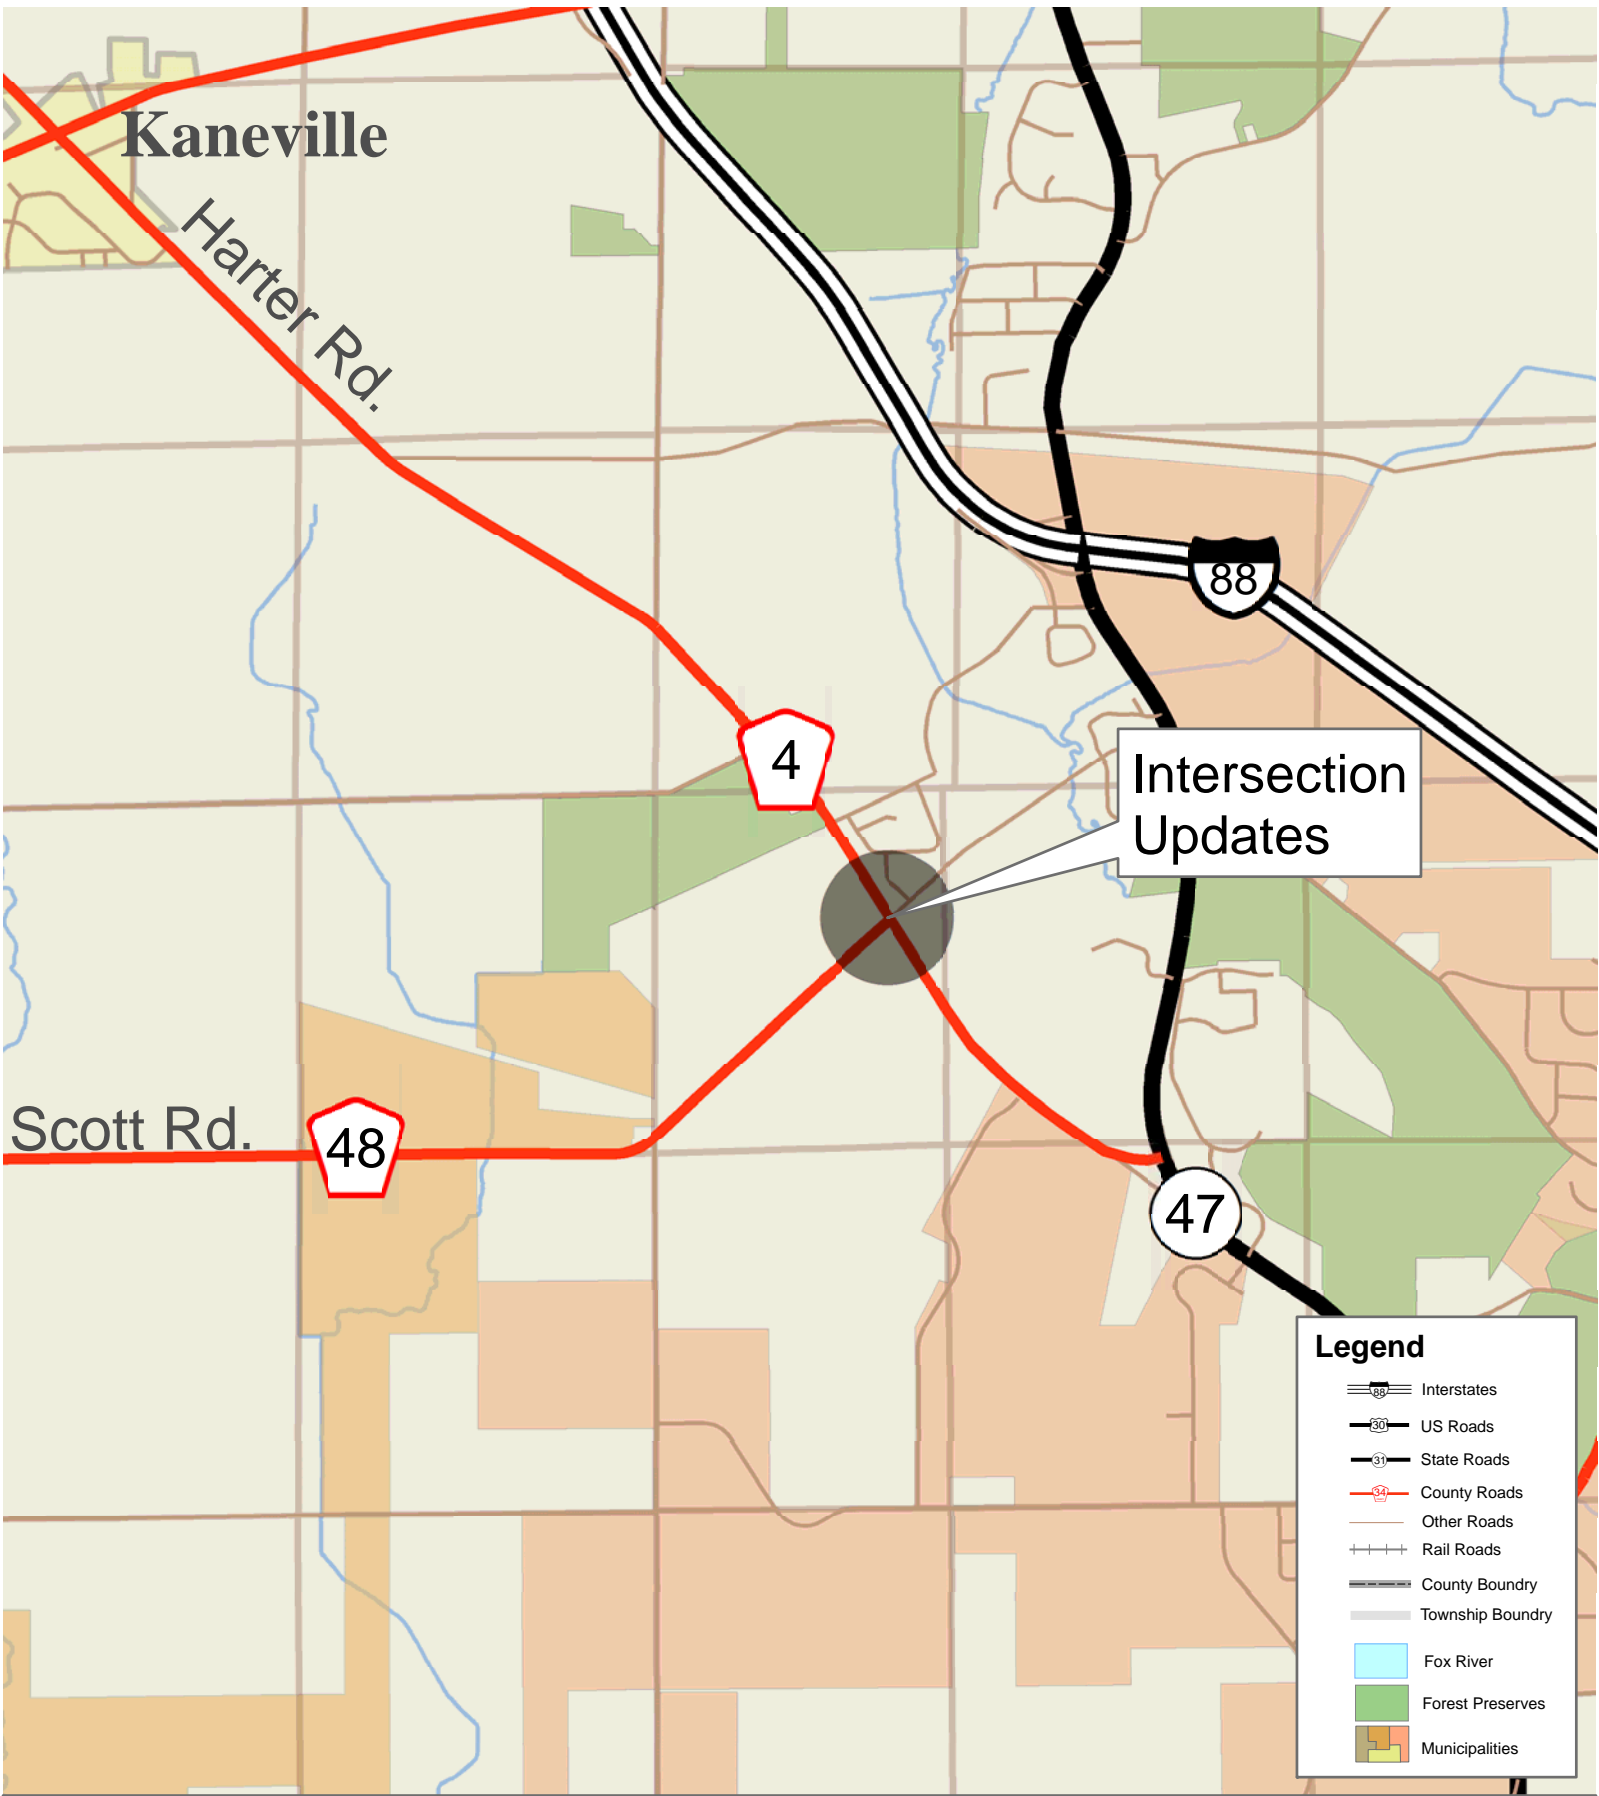 Kaneville
Harter Rd.
88
4
Intersection
Updates
Scott Rd.
48
47
Legend
88 Interstates
30 US Roads
31 State Roads
34 County Roads
Other Roads
Rail Roads
County Boundry
Township Boundry
Fox River
Forest Preserves
Municipalities